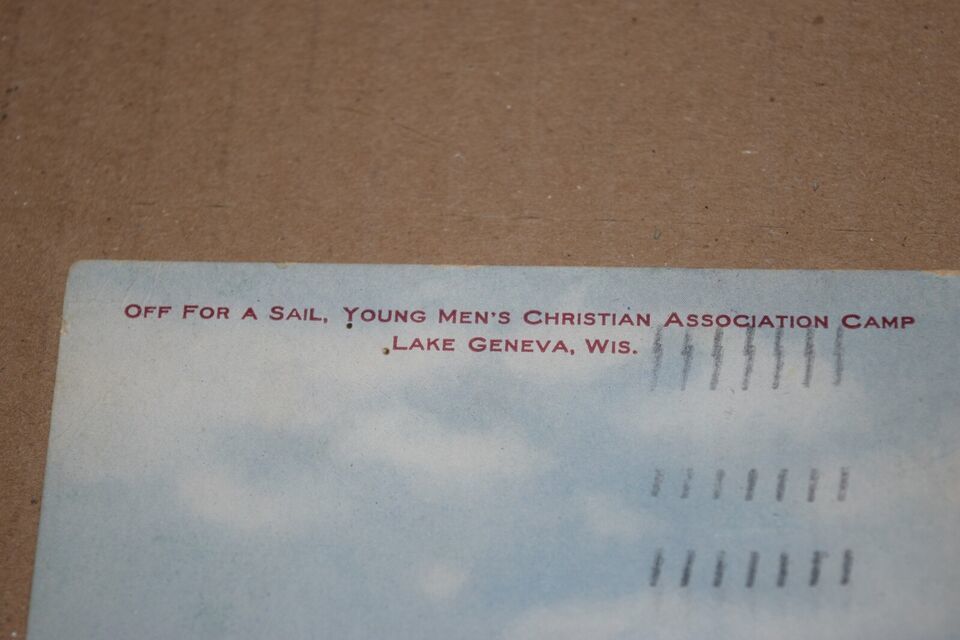 OFF FOR A SAIL, YOUNG MEN'S CHRISTIAN ASSOCIATION CAMP
LAKE GENEVA, WIS.